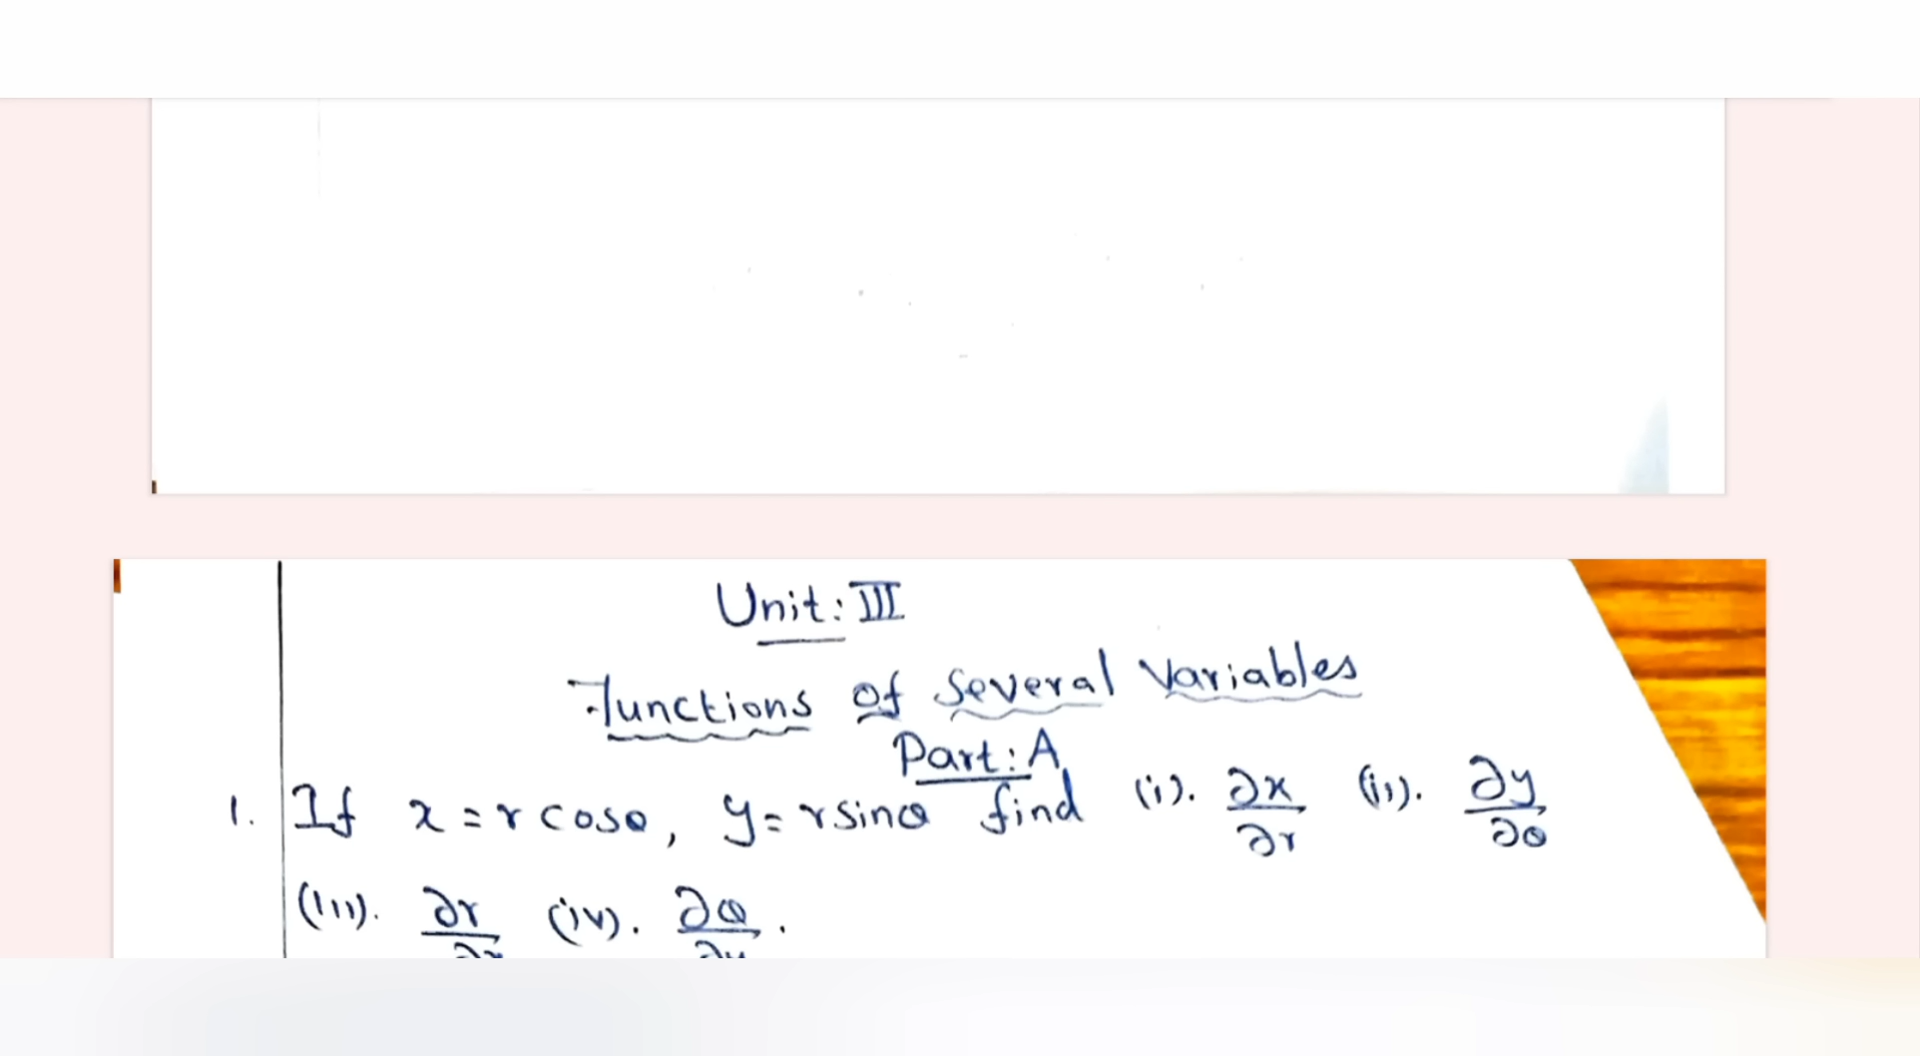 Unit: III
Functions of Several Variables
Part: A
1. If x = r cosθ, y = r sinθ find (i). ∂x/∂r (ii). ∂y/∂θ
(iii). ∂r/∂x (iv). ∂θ/∂y .